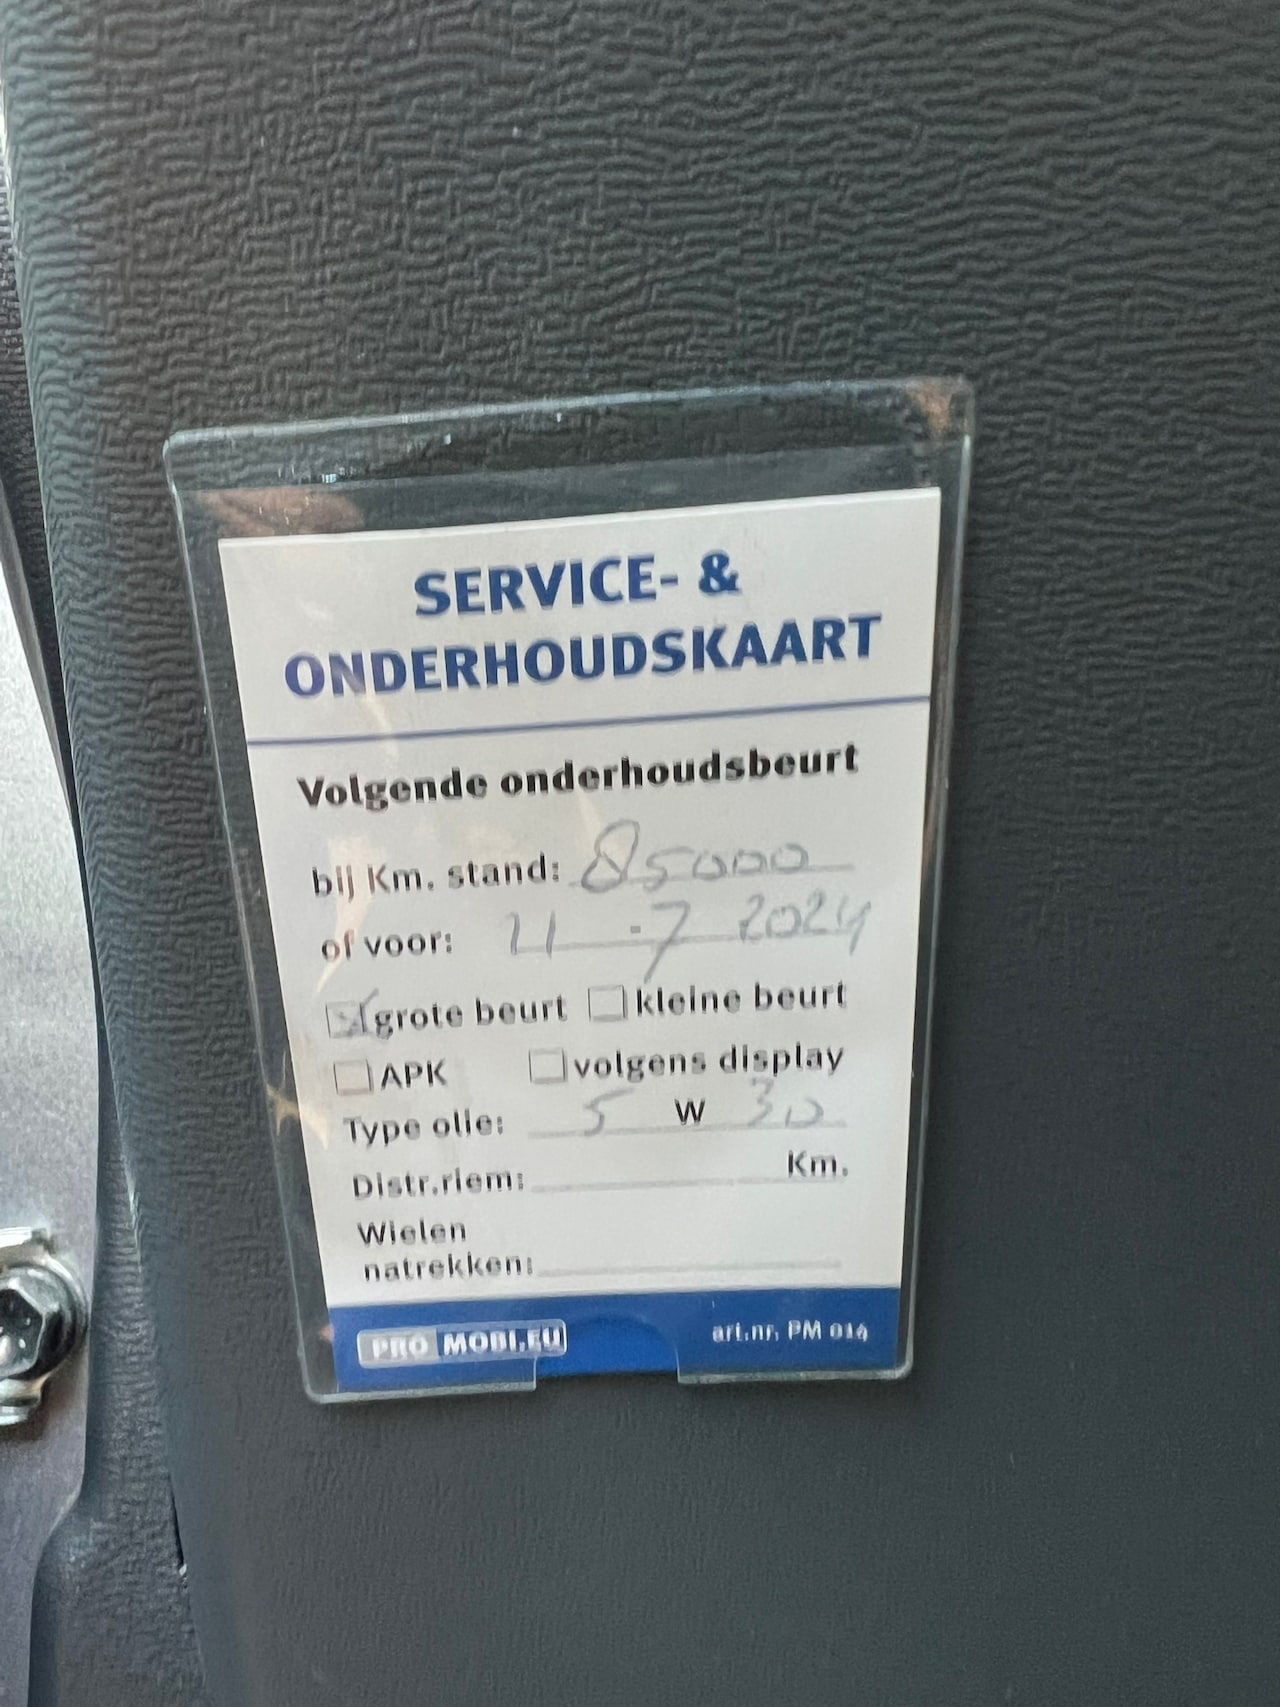 SERVICE- &
ONDERHOUDSKAART
Volgende onderhoudsbeurt
bij Km. stand: 85000
of voor: 11 -7 2024
grote beurt kleine beurt
APK volgens display
Type olie: 5 W 30
Distr.riem: Km.
Wielen
natrekken:
PRO MOBI.EU art.nr. PM 014